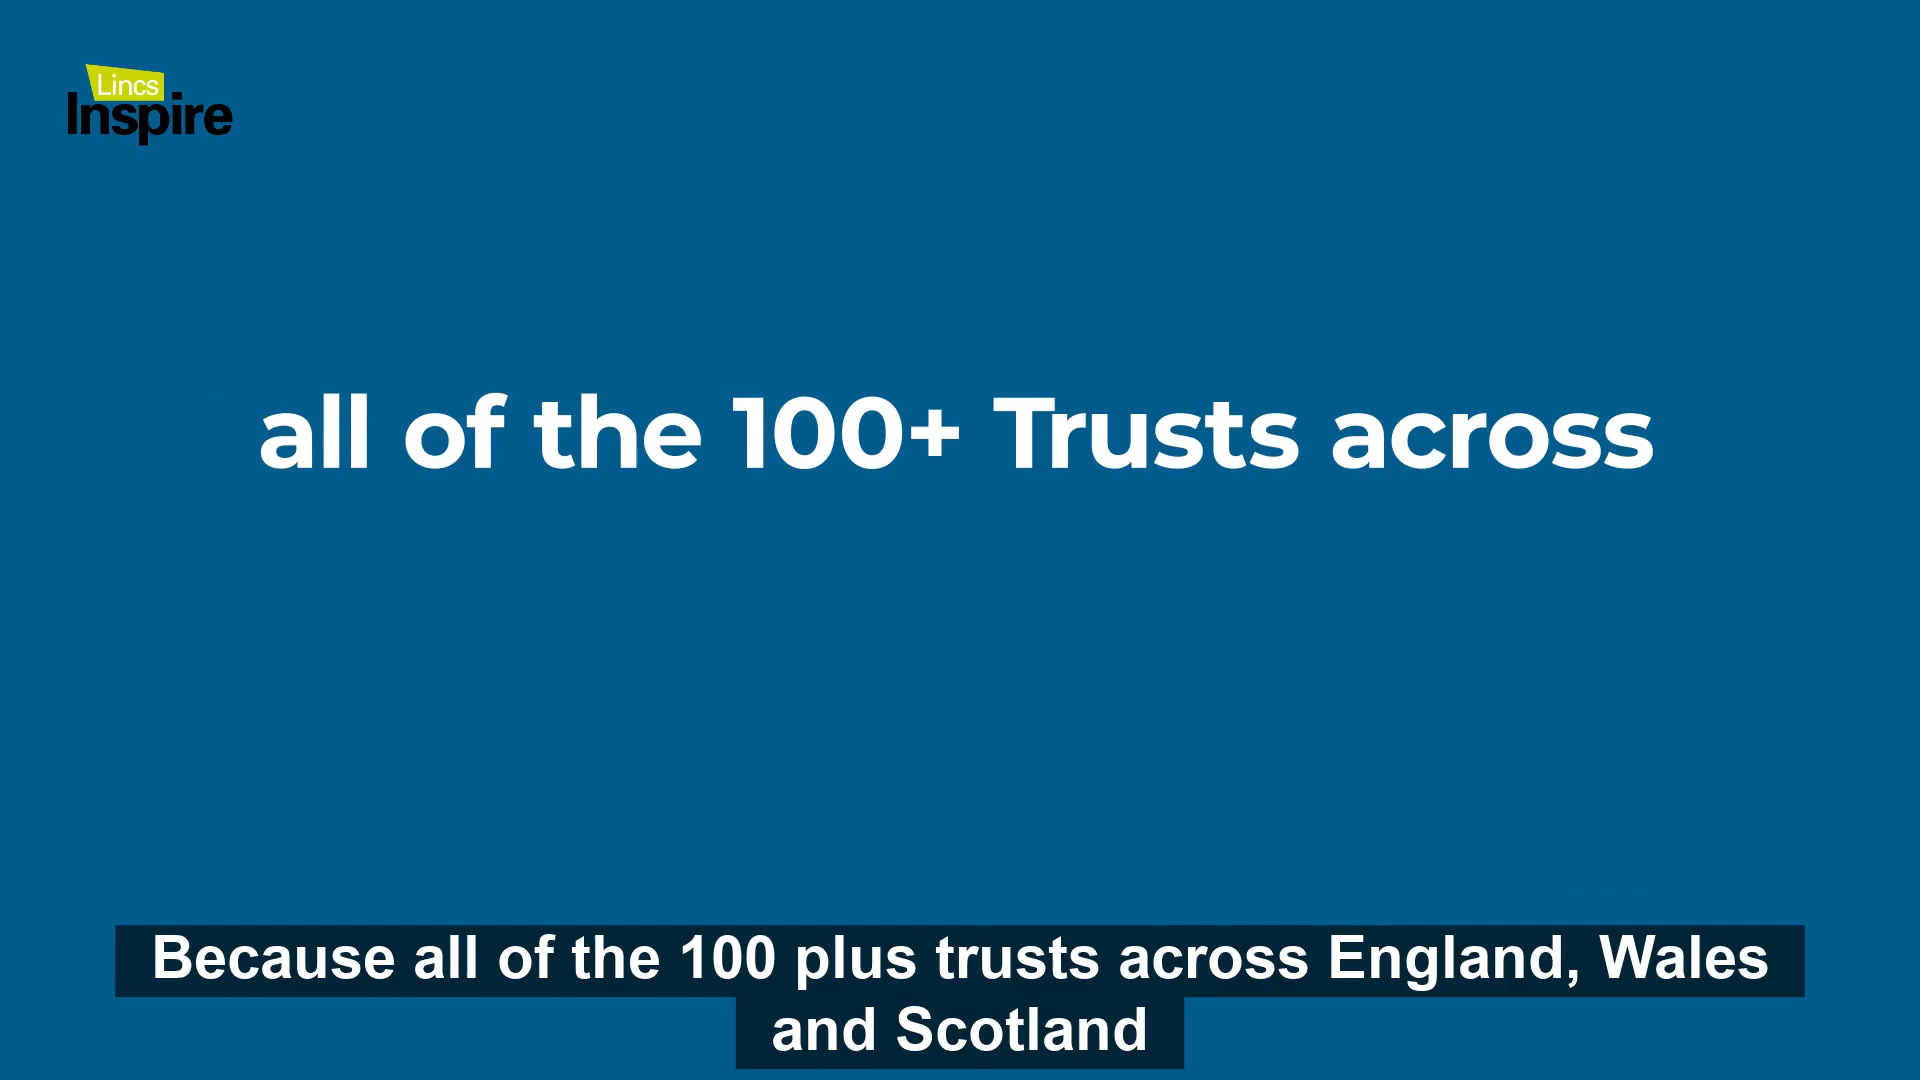 Lincs
Inspire
all of the 100+ Trusts across
Because all of the 100 plus trusts across England, Wales
and Scotland